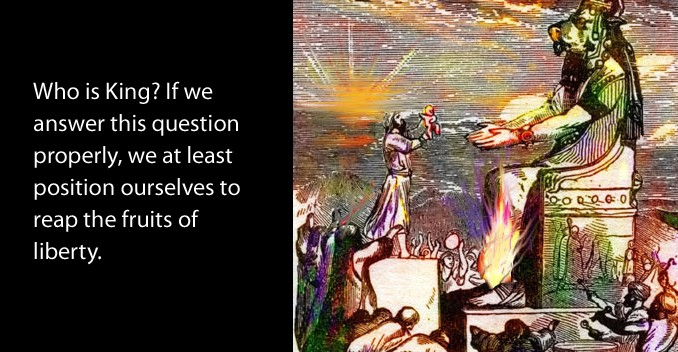 Who is King? If we
answer this question
properly, we at least
position ourselves to
reap the fruits of
liberty.